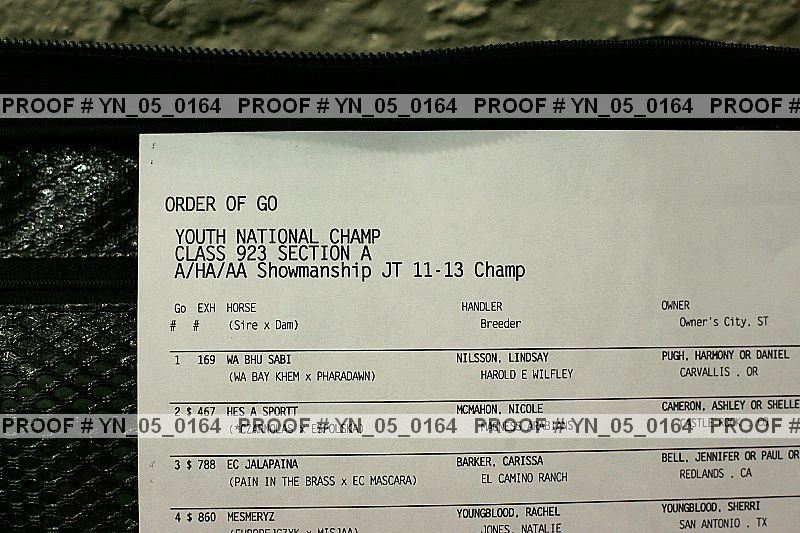 PROOF # YN_05_0164 PROOF # YN_05_0164 PROOF # YN_05_0164 PROOF #
ORDER OF GO
YOUTH NATIONAL CHAMP
CLASS 923 SECTION A
A/HA/AA Showmanship JT 11-13 Champ
Go EXH HORSE HANDLER OWNER
# # (Sire x Dam) Breeder Owner's City, ST
1 169 WA BHU SABI NILSSON, LINDSAY PUGH, HARMONY OR DANIEL
(WA BAY KHEM x PHARADAWN) HAROLD E WILFLEY CARVALLIS , OR
2 $ 467 HES A SPORTT MCMAHON, NICOLE CAMERON, ASHLEY OR SHELLE
PROOF # YN_05_0164 PROOF # YN_05_0164 PROOF # YN_05_0164 PROOF #
3 $ 788 EC JALAPAINA BARKER, CARISSA BELL, JENNIFER OR PAUL OR
(PAIN IN THE BRASS x EC MASCARA) EL CAMINO RANCH REDLANDS , CA
4 $ 860 MESMERYZ YOUNGBLOOD, RACHEL YOUNGBLOOD, SHERRI
JONES, NATALIE SAN ANTONIO , TX